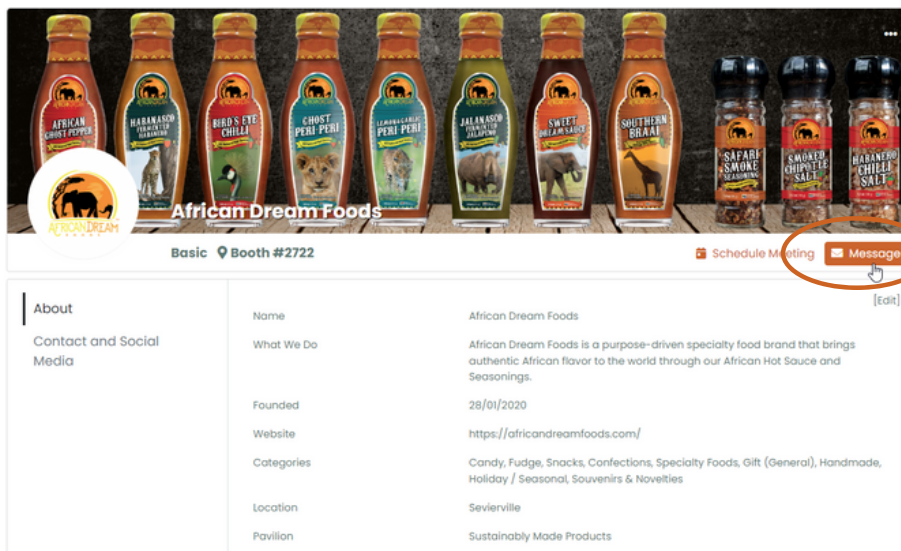 AFRICAN
GHOST PEPPER
HABANASCO
FERMENTED
HABANERO
BIRD'S EYE
CHILLI
GHOST
PERI-PERI
LEMON & GARLIC
PERI-PERI
JALANASCO
FERMENTED
JALAPENO
SWEET
DREAM SAUCE
SOUTHERN
BRAAI
SAFARI
SMOKE
SEASONING
SMOKED
CHIPOTLE
SALT
HABANERO
CHILLI
SALT
AFRICAN DREAM
FOODS
African Dream Foods
Basic Booth #2722
Schedule Meeting Message
[Edit]
About
Contact and Social
Media
Name African Dream Foods
What We Do African Dream Foods is a purpose-driven specialty food brand that brings
authentic African flavor to the world through our African Hot Sauce and
Seasonings.
Founded 28/01/2020
Website https://africandreamfoods.com/
Categories Candy, Fudge, Snacks, Confections, Specialty Foods, Gift (General), Handmade,
Holiday / Seasonal, Souvenirs & Novelties
Location Sevierville
Pavilion Sustainably Made Products